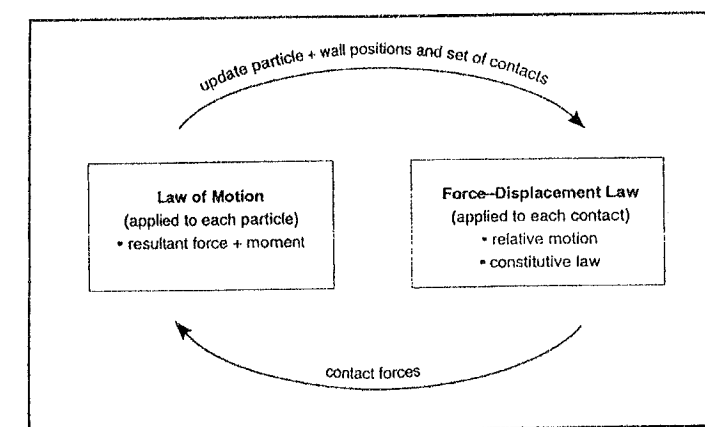 update particle + wall positions and set of contacts
Law of Motion
(applied to each particle)
• resultant force + moment
Force--Displacement Law
(applied to each contact)
• relative motion
• constitutive law
contact forces